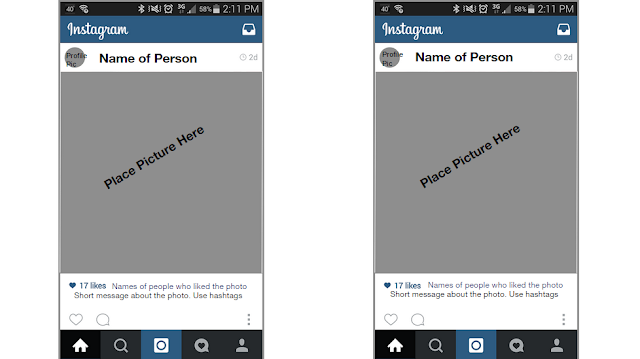 40° 3G 58% 2:11 PM
Instagram
Profile
Pic
Name of Person
2d
Place Picture Here
17 likes Names of people who liked the photo
Short message about the photo. Use hashtags
40° 3G 58% 2:11 PM
Instagram
Profile
Pic
Name of Person
2d
Place Picture Here
17 likes Names of people who liked the photo
Short message about the photo. Use hashtags